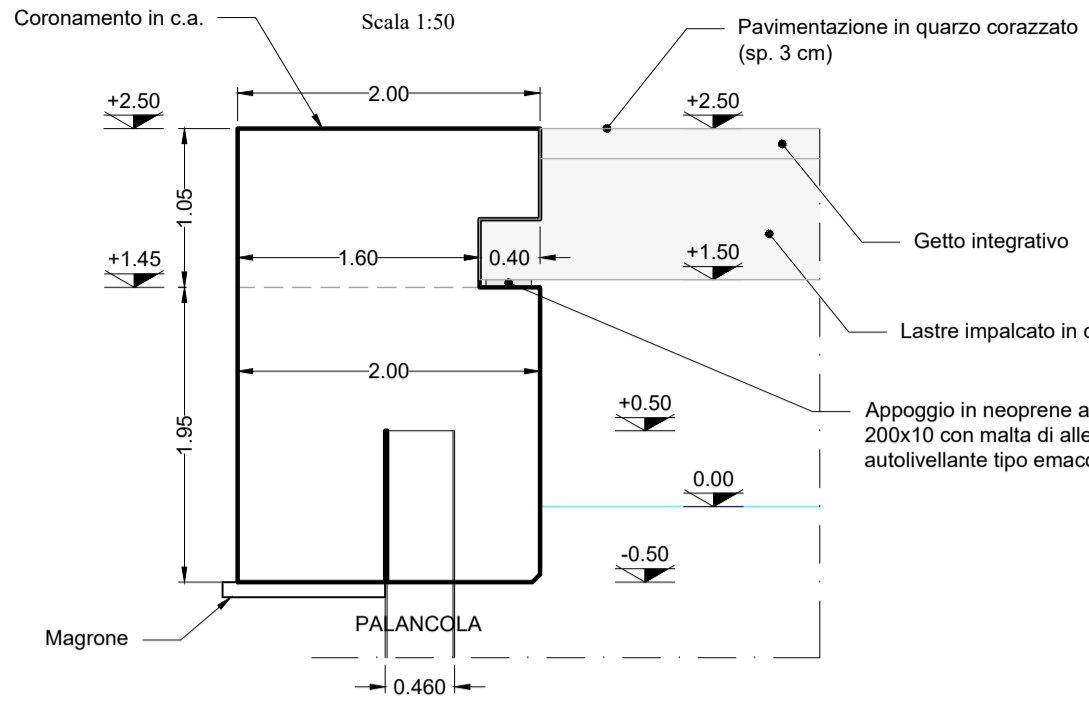 Coronamento in c.a.
Scala 1:50
Pavimentazione in quarzo corazzato
(sp. 3 cm)
2.00
+2.50
+2.50
1.05
Getto integrativo
+1.45
1.60
0.40
+1.50
Lastre impalcato in
2.00
+0.50
Appoggio in neoprene
200x10 con malta di
autolivellante tipo
1.95
0.00
-0.50
PALANCOLA
Magrone
0.460